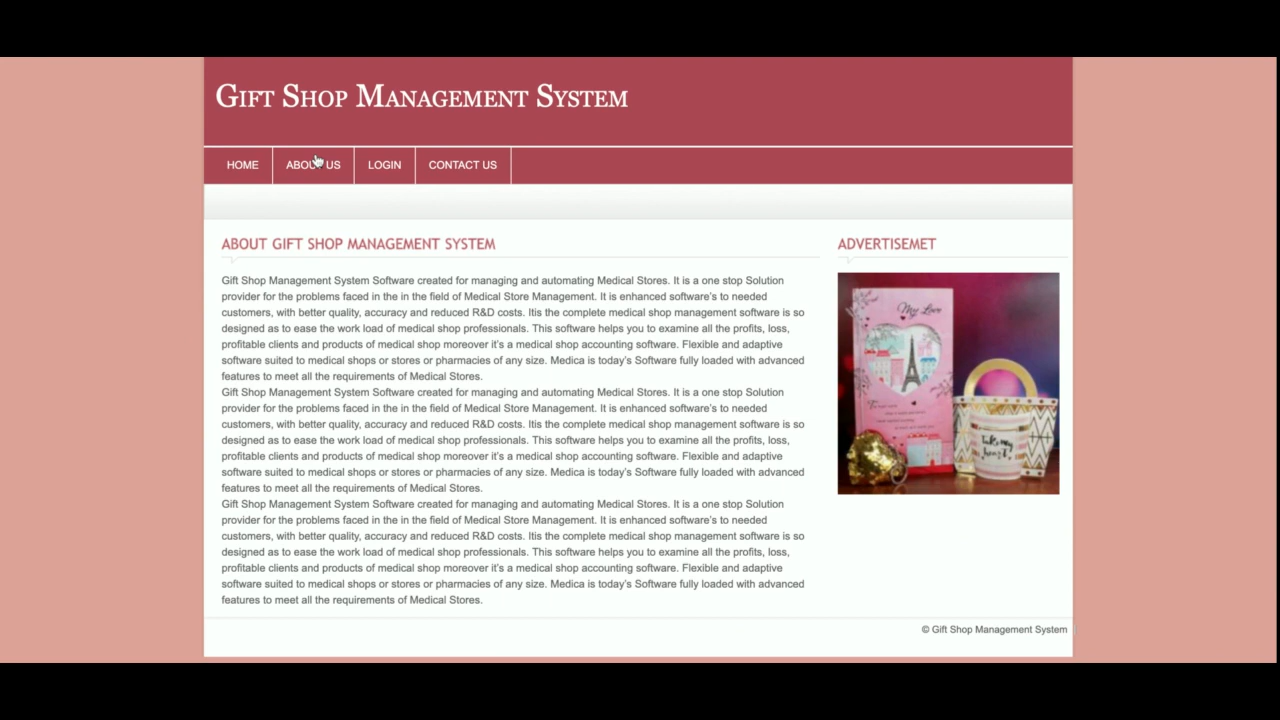 Gift Shop Management System
HOME
ABOUT US
LOGIN
CONTACT US
ABOUT GIFT SHOP MANAGEMENT SYSTEM
Gift Shop Management System Software created for managing and automating Medical Stores. It is a one stop Solution
provider for the problems faced in the in the field of Medical Store Management. It is enhanced software's to needed
customers, with better quality, accuracy and reduced R&D costs. Itis the complete medical shop management software is so
designed as to ease the work load of medical shop professionals. This software helps you to examine all the profits, loss,
profitable clients and products of medical shop moreover it's a medical shop accounting software. Flexible and adaptive
software suited to medical shops or stores or pharmacies of any size. Medica is today's Software fully loaded with advanced
features to meet all the requirements of Medical Stores.
Gift Shop Management System Software created for managing and automating Medical Stores. It is a one stop Solution
provider for the problems faced in the in the field of Medical Store Management. It is enhanced software's to needed
customers, with better quality, accuracy and reduced R&D costs. Itis the complete medical shop management software is so
designed as to ease the work load of medical shop professionals. This software helps you to examine all the profits, loss,
profitable clients and products of medical shop moreover it's a medical shop accounting software. Flexible and adaptive
software suited to medical shops or stores or pharmacies of any size. Medica is today's Software fully loaded with advanced
features to meet all the requirements of Medical Stores.
Gift Shop Management System Software created for managing and automating Medical Stores. It is a one stop Solution
provider for the problems faced in the in the field of Medical Store Management. It is enhanced software's to needed
customers, with better quality, accuracy and reduced R&D costs. Itis the complete medical shop management software is so
designed as to ease the work load of medical shop professionals. This software helps you to examine all the profits, loss,
profitable clients and products of medical shop moreover it's a medical shop accounting software. Flexible and adaptive
software suited to medical shops or stores or pharmacies of any size. Medica is today's Software fully loaded with advanced
features to meet all the requirements of Medical Stores.
ADVERTISEMET
My Love
Take my
heart
© Gift Shop Management System